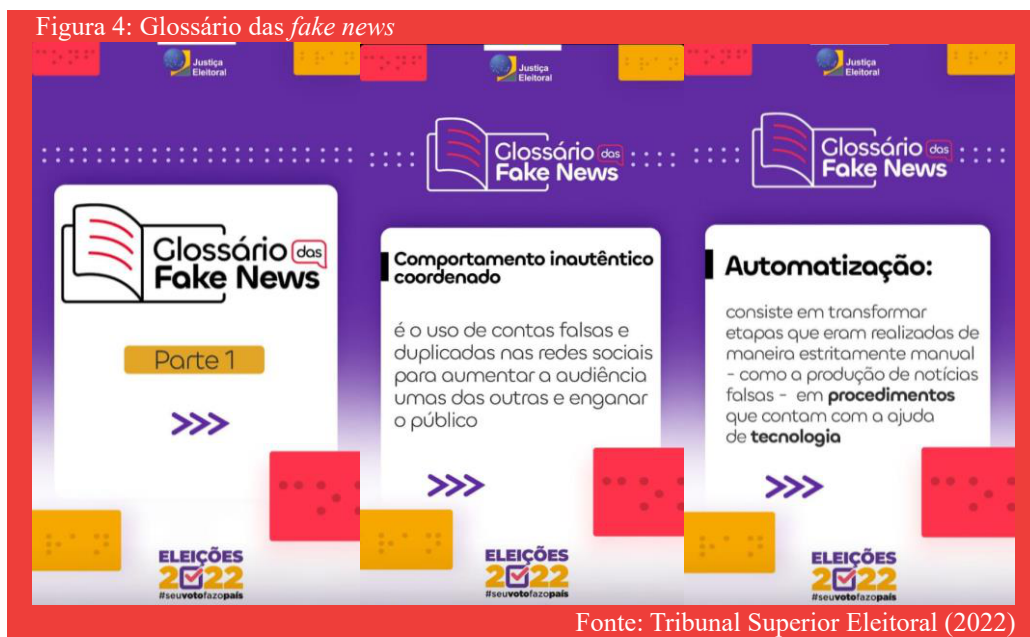 Figura 4: Glossário das fake news
Justiça
Eleitoral
Glossário das
Fake News
Parte 1
>>>
ELEIÇÕES
2022
#seuvotofazopaís
Justiça
Eleitoral
Glossário das
Fake News
Comportamento inautêntico
coordenado
é o uso de contas falsas e
duplicadas nas redes sociais
para aumentar a audiência
umas das outras e enganar
o público
>>>
ELEIÇÕES
2022
#seuvotofazopaís
Justiça
Eleitoral
Glossário das
Fake News
Automatização:
consiste em transformar
etapas que eram realizadas de
maneira estritamente manual
- como a produção de notícias
falsas - em procedimentos
que contam com a ajuda
de tecnologia
>>>
ELEIÇÕES
2022
#seuvotofazopaís
Fonte: Tribunal Superior Eleitoral (2022)